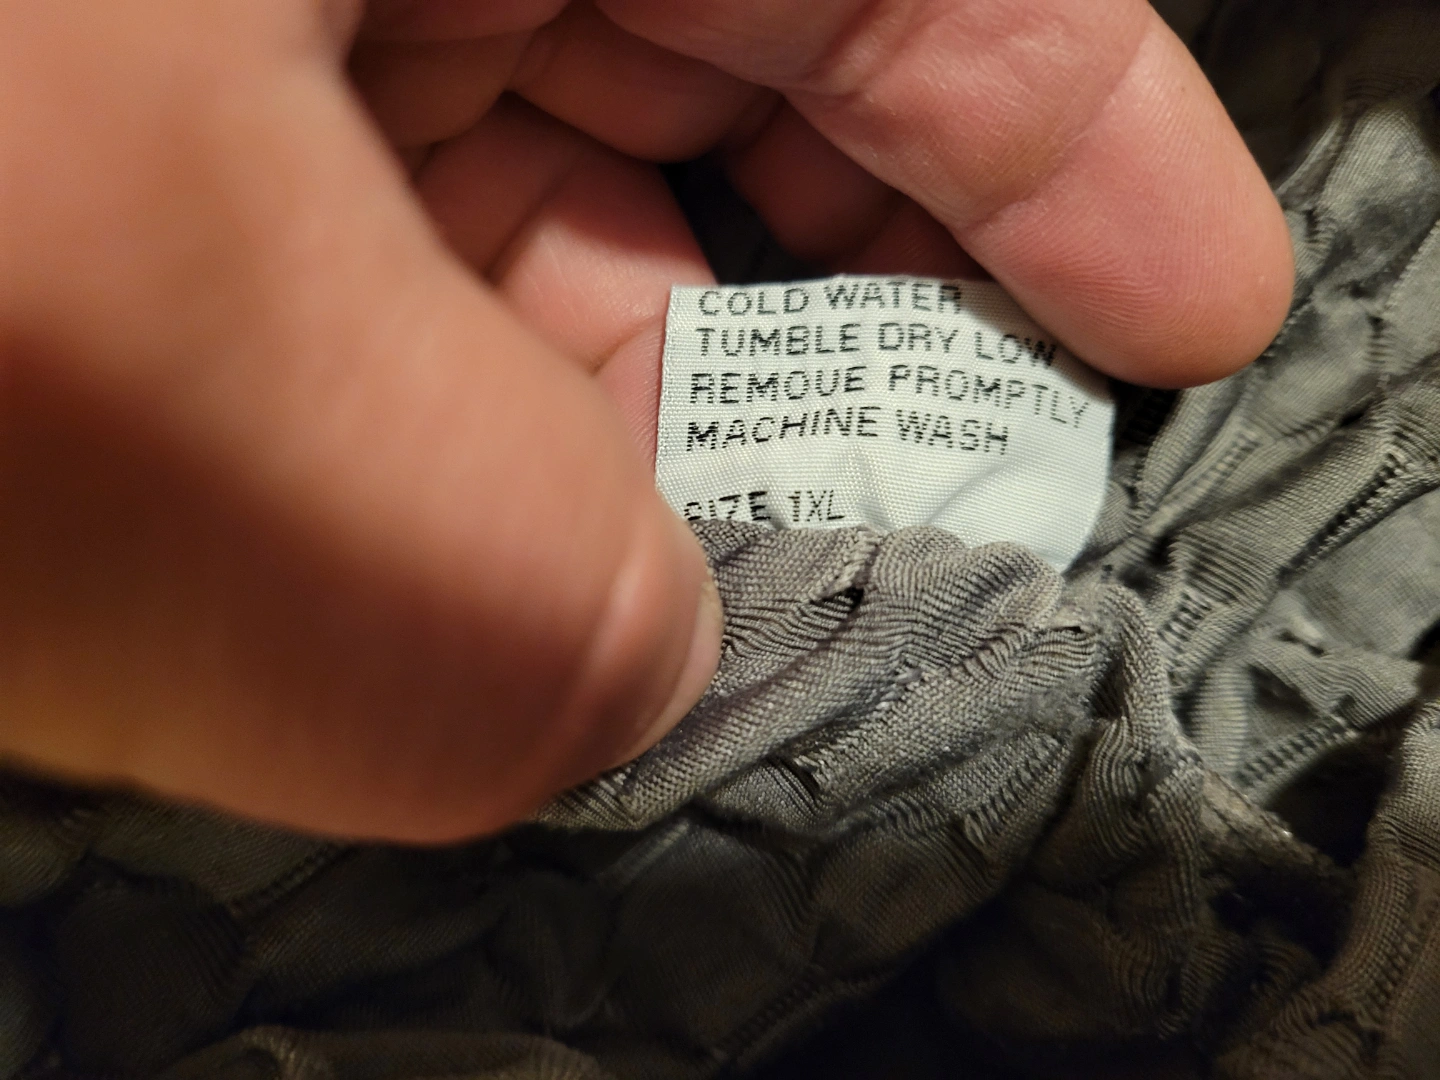 COLD WATER
TUMBLE DRY LOW
REMOUE PROMPTLY
MACHINE WASH
SIZE 1XL